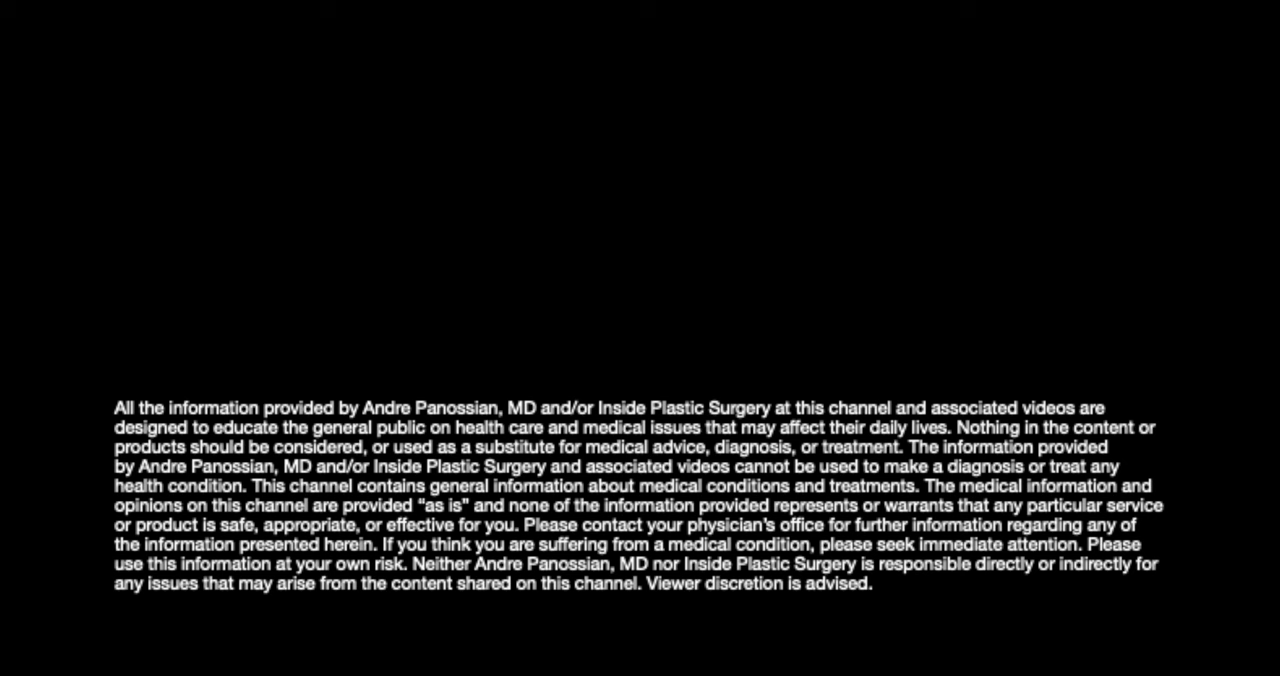 All the information provided by Andre Panossian, MD and/or Inside Plastic Surgery at this channel and associated videos are
designed to educate the general public on health care and medical issues that may affect their daily lives. Nothing in the content or
products should be considered, or used as a substitute for medical advice, diagnosis, or treatment. The information provided
by Andre Panossian, MD and/or Inside Plastic Surgery and associated videos cannot be used to make a diagnosis or treat any
health condition. This channel contains general information about medical conditions and treatments. The medical information and
opinions on this channel are provided “as is” and none of the information provided represents or warrants that any particular service
or product is safe, appropriate, or effective for you. Please contact your physician’s office for further information regarding any of
the information presented herein. If you think you are suffering from a medical condition, please seek immediate attention. Please
use this information at your own risk. Neither Andre Panossian, MD nor Inside Plastic Surgery is responsible directly or indirectly for
any issues that may arise from the content shared on this channel. Viewer discretion is advised.